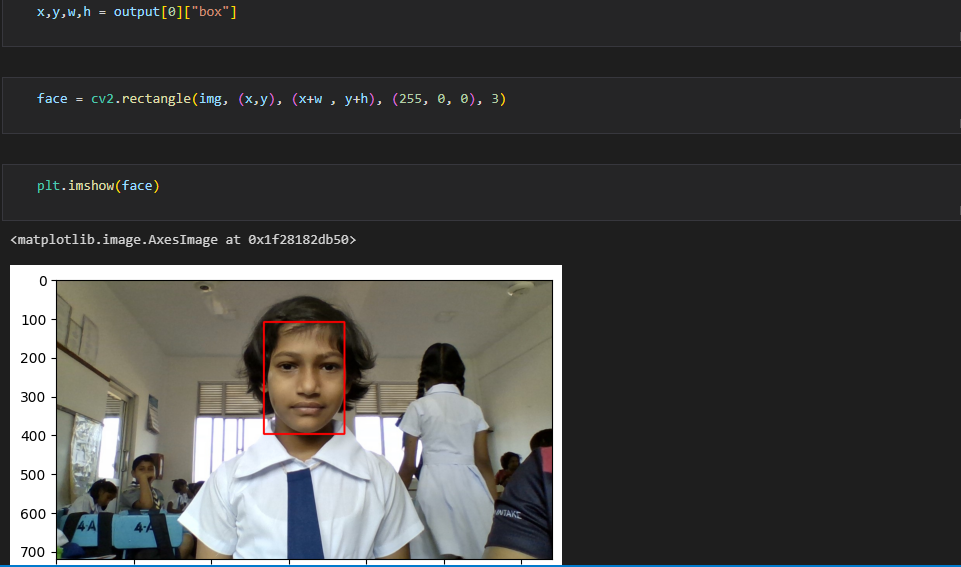 x,y,w,h = output[0]["box"]
face = cv2.rectangle(img, (x,y), (x+w , y+h), (255, 0, 0), 3)
plt.imshow(face)
<matplotlib.image.AxesImage at 0x1f28182db50>
0
100
200
300
400
500
600
700
4-A
4-